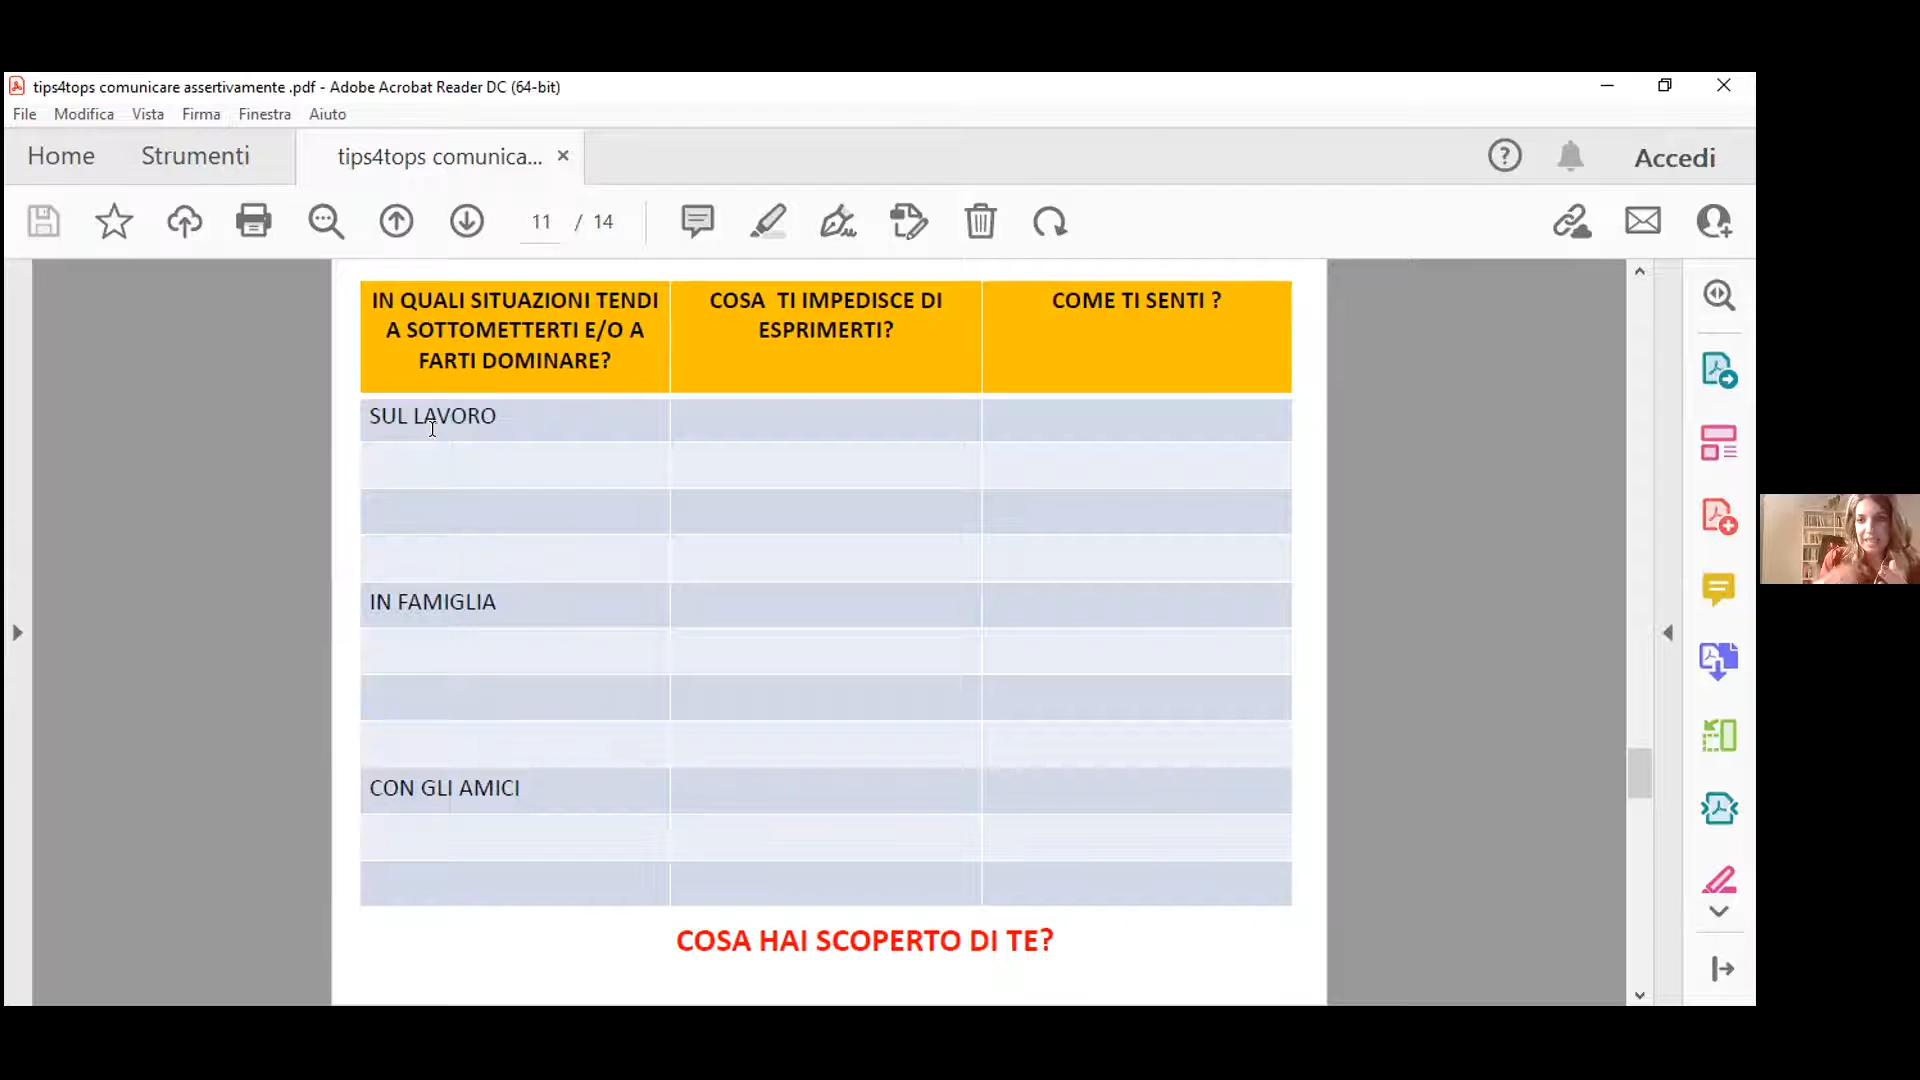 tips4tops comunicare assertivamente .pdf - Adobe Acrobat Reader DC (64-bit)
File Modifica Vista Firma Finestra Aiuto
Home Strumenti tips4tops comunica... × Accedi
11 / 14
IN QUALI SITUAZIONI TENDI
A SOTTOMETTERTI E/O A
FARTI DOMINARE?
COSA TI IMPEDISCE DI
ESPRIMERTI?
COME TI SENTI ?
SUL LAVORO
IN FAMIGLIA
CON GLI AMICI
COSA HAI SCOPERTO DI TE?